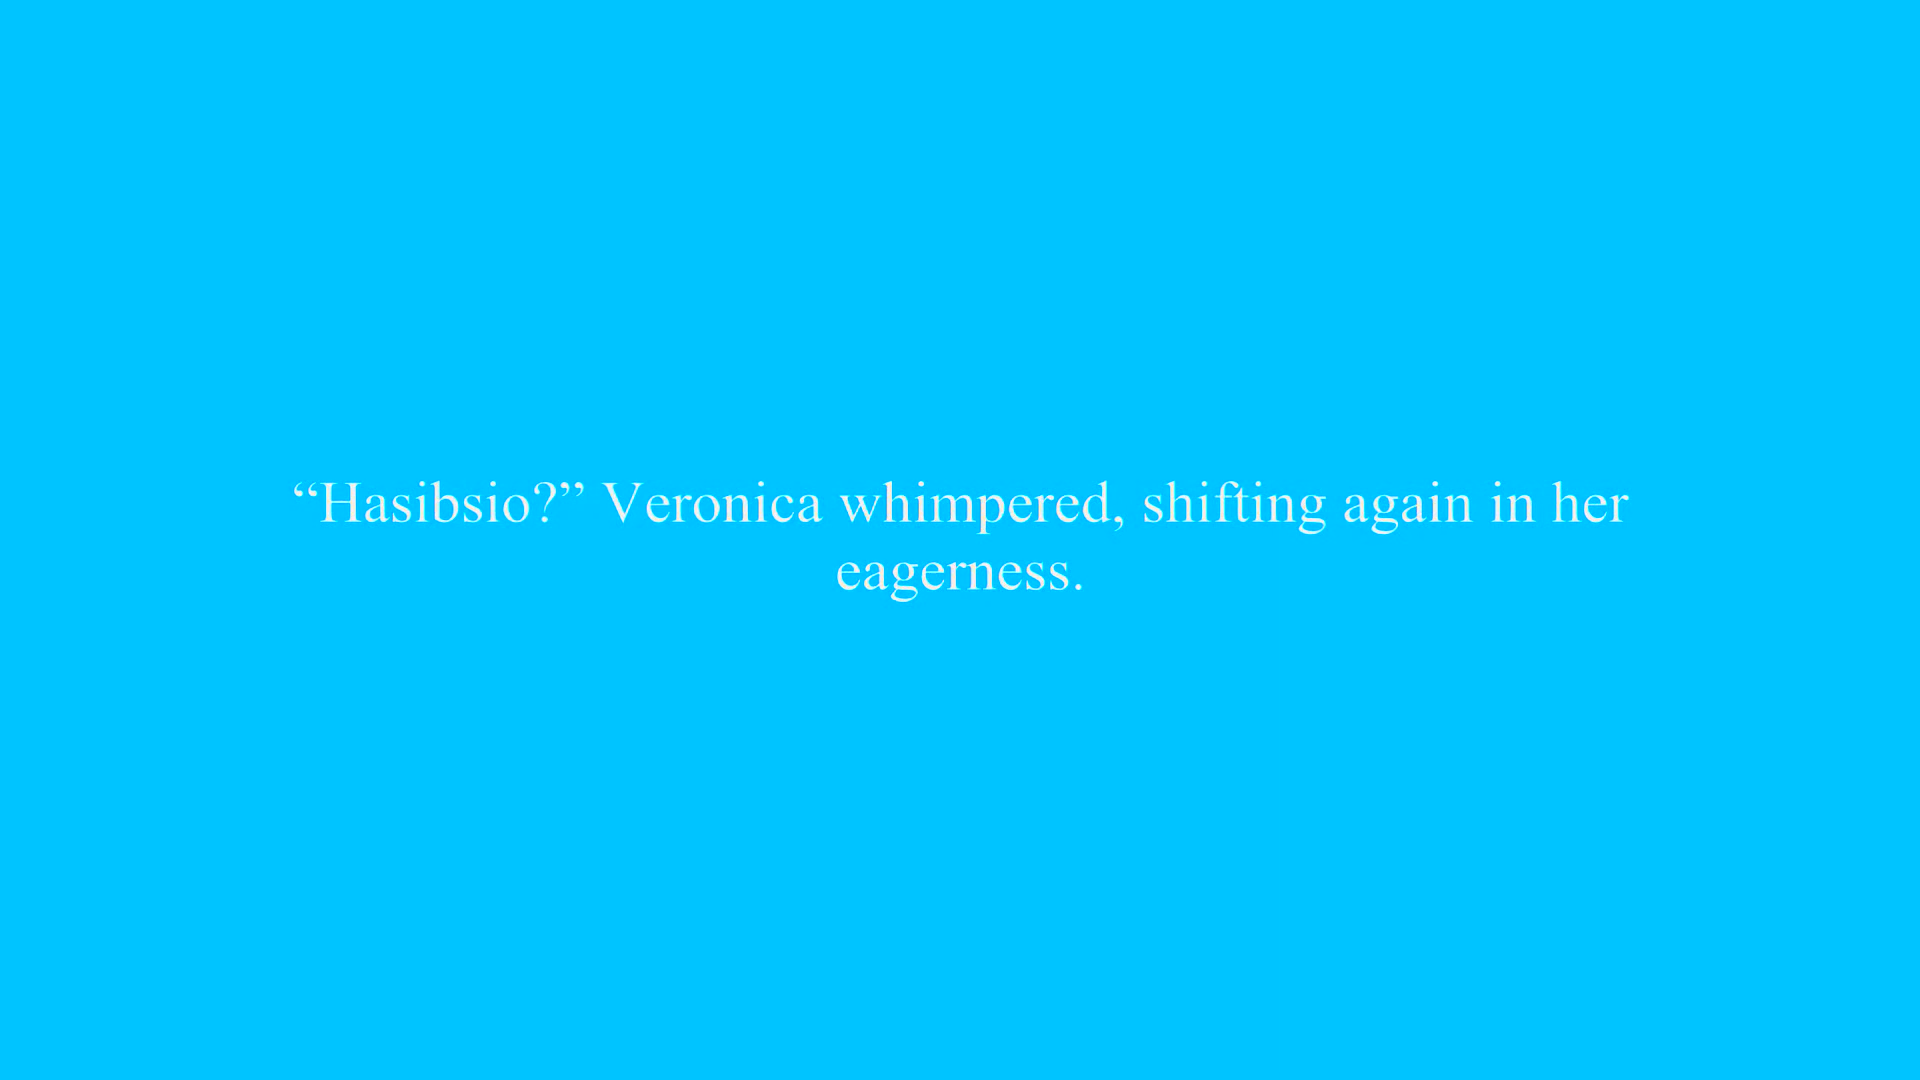 “Hasibsio?” Veronica whimpered, shifting again in her
eagerness.